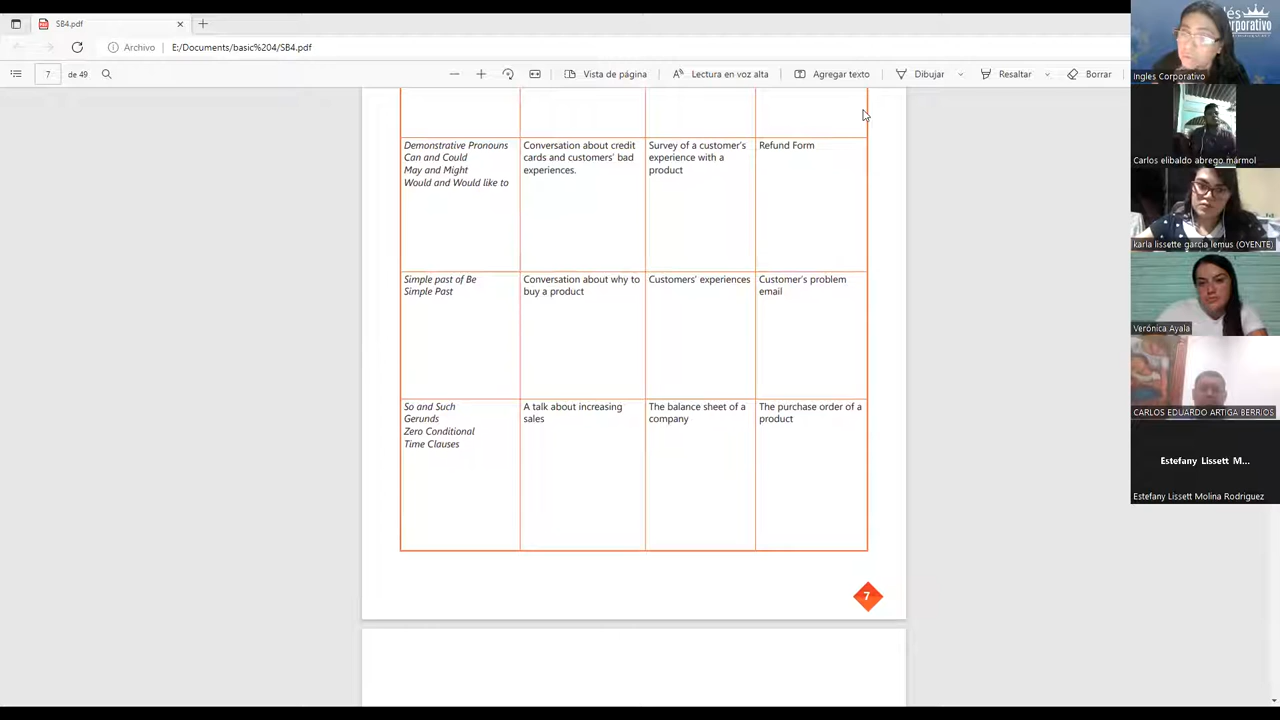 SB4.pdf
Archivo
E:/Documents/basic%204/SB4.pdf
7
de 49
Vista de página
Lectura en voz alta
Agregar texto
Dibujar
Resaltar
Borrar
Demonstrative Pronouns
Can and Could
May and Might
Would and Would like to
Conversation about credit
cards and customers' bad
experiences.
Survey of a customer's
experience with a
product
Refund Form
Simple past of Be
Simple Past
Conversation about why to
buy a product
Customers' experiences
Customer's problem
email
So and Such
Gerunds
Zero Conditional
Time Clauses
A talk about increasing
sales
The balance sheet of a
company
The purchase order of a
product
7
Ingles Corporativo
Carlos elibaldo abrego mármol
karla lissette garcia lemus (OYENTE)
Verónica Ayala
CARLOS EDUARDO ARTIGA BERRIOS
Estefany Lissett M...
Estefany Lissett Molina Rodriguez